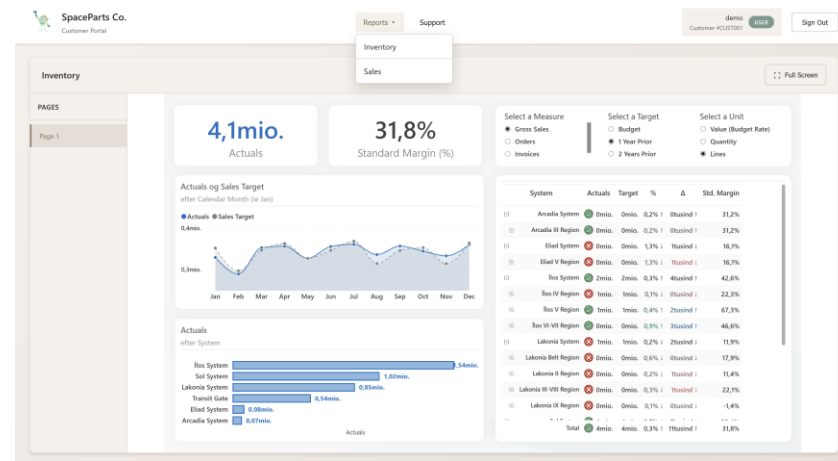 SpaceParts Co.
Customer Portal
Reports
Support
demo
Customer #CUST001
USER
Sign Out
Inventory
Sales
Inventory
Full Screen
PAGES
Page 1
4,1mio.
Actuals
31,8%
Standard Margin (%)
Select a Measure
Gross Sales
Orders
Invoices
Select a Target
Budget
1 Year Prior
2 Years Prior
Select a Unit
Value (Budget Rate)
Quantity
Lines
Actuals og Sales Target
efter Calendar Month (ie Jan)
Actuals Sales Target
0,4mio.
0,3mio.
Jan Feb Mar Apr May Jun Jul Aug Sep Oct Nov Dec
Actuals
efter System
Îlos System 1,54mio.
Sol System 1,02mio.
Lakonia System 0,85mio.
Transit Gate 0,54mio.
Eliad System 0,08mio.
Arcadia System 0,07mio.
Actuals
System Actuals Target % Δ Std. Margin
Arcadia System 0mio. 0mio. 0,2% ↑ 0tusind ↑ 31,2%
Arcadia III Region 0mio. 0mio. 0,2% ↑ 0tusind ↑ 31,2%
Eliad System 0mio. 0mio. 1,3% ↓ 1tusind ↓ 16,1%
Eliad V Region 0mio. 0mio. 1,3% ↓ 1tusind ↓ 16,1%
Îlos System 2mio. 2mio. 0,3% ↑ 4tusind ↑ 42,6%
Îlos IV Region 1mio. 1mio. 0,1% ↓ 0tusind ↓ 22,3%
Îlos V Region 1mio. 1mio. 0,4% ↑ 2tusind ↑ 67,3%
Îlos VI-VII Region 0mio. 0mio. 0,9% ↑ 3tusind ↑ 46,6%
Lakonia System 1mio. 1mio. 0,2% ↓ 2tusind ↓ 11,9%
Lakonia Belt Region 0mio. 0mio. 0,6% ↓ 0tusind ↓ 17,9%
Lakonia II Region 0mio. 0mio. 0,2% ↓ 1tusind ↓ 11,4%
Lakonia III-VIII Region 0mio. 0mio. 0,3% ↓ 1tusind ↓ 22,1%
Lakonia IX Region 0mio. 0mio. 0,1% ↓ 0tusind ↓ -1,4%
Total 4mio. 4mio. 0,3% ↑ 11tusind ↑ 31,8%